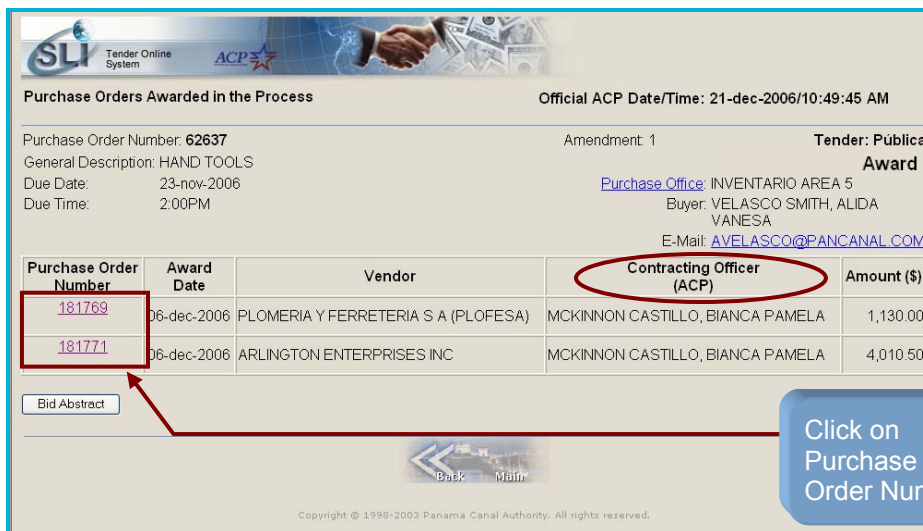 SLI Tender Online
System
ACP
Purchase Orders Awarded in the Process Official ACP Date/Time: 21-dec-2006/10:49:45 AM
Purchase Order Number: 62637 Amendment: 1 Tender: Pública
General Description: HAND TOOLS Award
Due Date: 23-nov-2006 Purchase Office: INVENTARIO AREA 5
Due Time: 2:00PM Buyer: VELASCO SMITH, ALIDA
VANESA
E-Mail: AVELASCO@PANCANAL.COM
Purchase Order Number Award Date Vendor Contracting Officer (ACP) Amount ($)
181769 06-dec-2006 PLOMERIA Y FERRETERIA S A (PLOFESA) MCKINNON CASTILLO, BIANCA PAMELA 1,130.00
181771 06-dec-2006 ARLINGTON ENTERPRISES INC MCKINNON CASTILLO, BIANCA PAMELA 4,010.50
Bid Abstract
Click on
Purchase
Order Num
Back Main
Copyright © 1998-2003 Panama Canal Authority. All rights reserved.